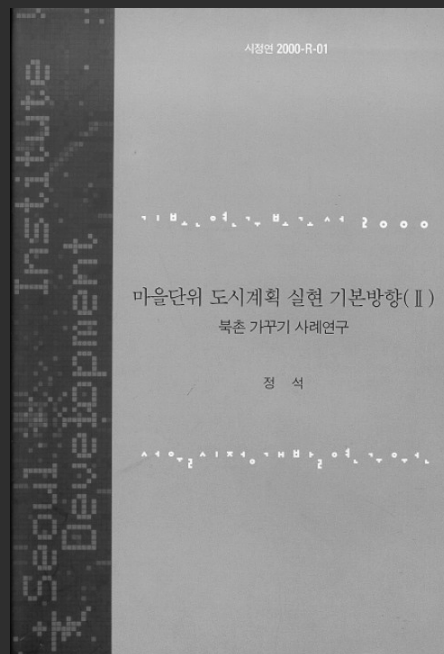 시정연 2000-R-01
기본연구보고서 2000
마을단위 도시계획 실현 기본방향(Ⅱ)
북촌 가꾸기 사례연구
정 석
서울시정개발연구원
Seoul
Development
Institute